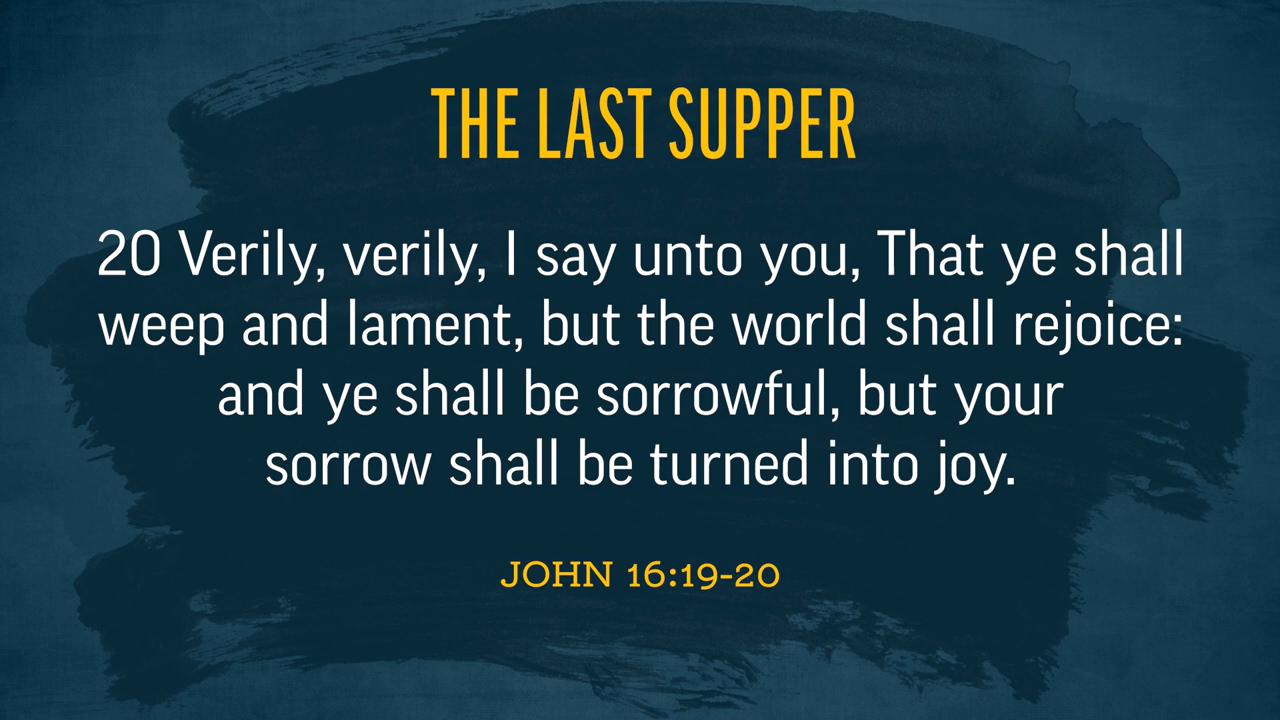 THE LAST SUPPER
20 Verily, verily, I say unto you, That ye shall
weep and lament, but the world shall rejoice:
and ye shall be sorrowful, but your
sorrow shall be turned into joy.
JOHN 16:19-20